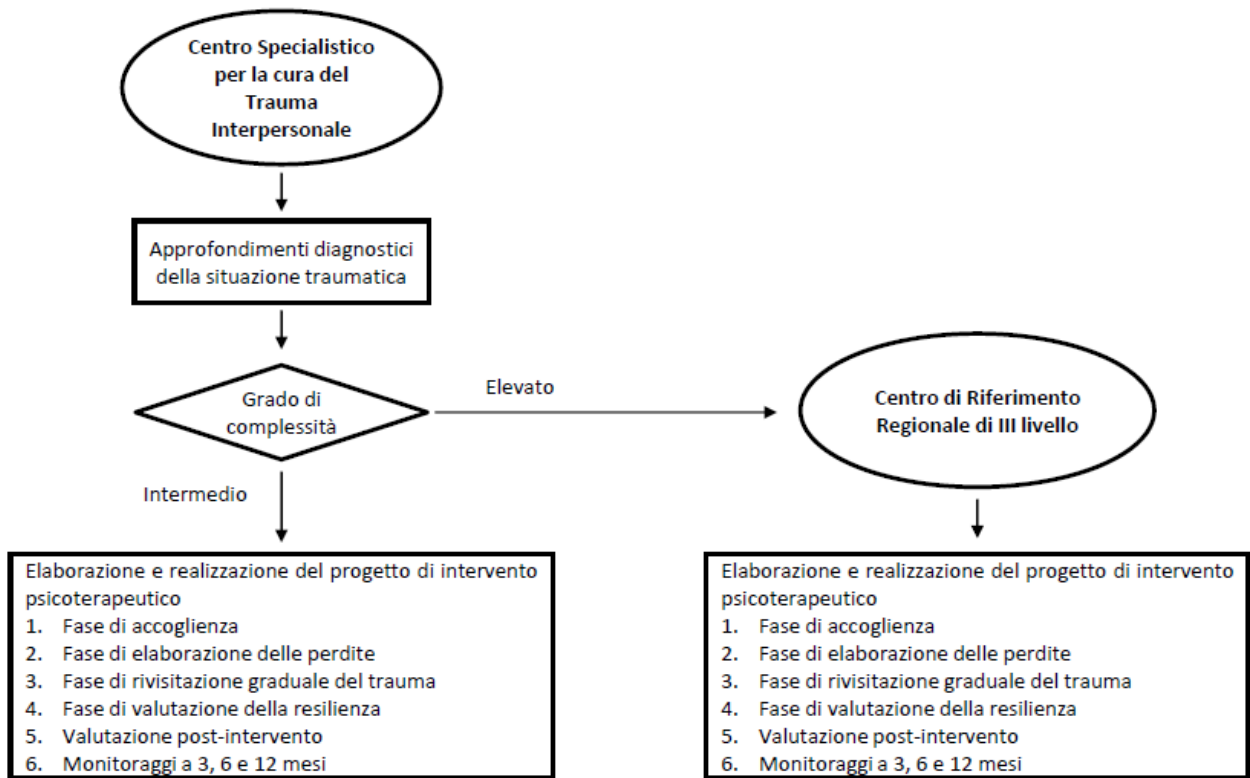 Centro Specialistico
per la cura del
Trauma
Interpersonale
Approfondimenti diagnostici
della situazione traumatica
Grado di
complessità
Elevato
Centro di Riferimento
Regionale di III livello
Intermedio
Elaborazione e realizzazione del progetto di intervento
psicoterapeutico
1. Fase di accoglienza
2. Fase di elaborazione delle perdite
3. Fase di rivisitazione graduale del trauma
4. Fase di valutazione della resilienza
5. Valutazione post-intervento
6. Monitoraggi a 3, 6 e 12 mesi
Elaborazione e realizzazione del progetto di intervento
psicoterapeutico
1. Fase di accoglienza
2. Fase di elaborazione delle perdite
3. Fase di rivisitazione graduale del trauma
4. Fase di valutazione della resilienza
5. Valutazione post-intervento
6. Monitoraggi a 3, 6 e 12 mesi